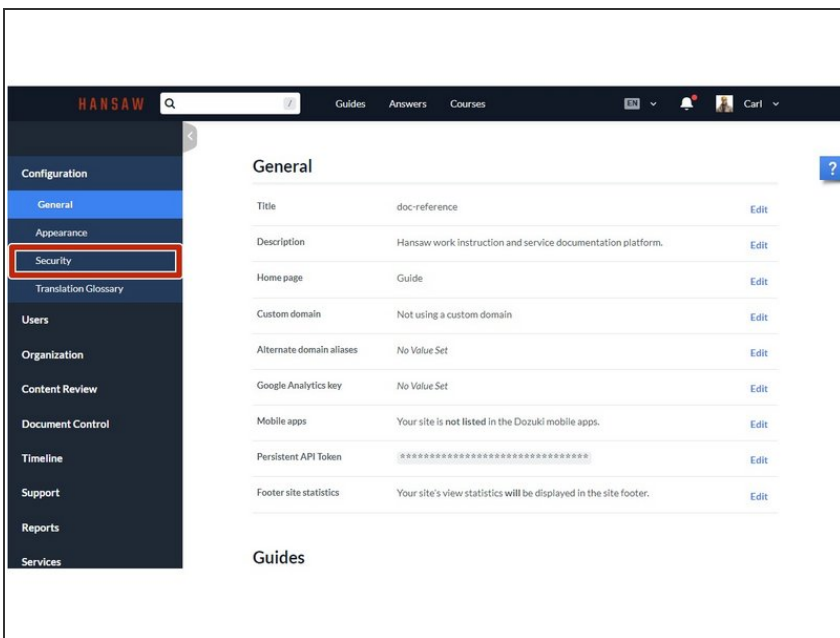 HANSAW / Guides Answers Courses EN Carl
Configuration
General
Appearance
Security
Translation Glossary
Users
Organization
Content Review
Document Control
Timeline
Support
Reports
Services
General
Title doc-reference Edit
Description Hansaw work instruction and service documentation platform. Edit
Home page Guide Edit
Custom domain Not using a custom domain Edit
Alternate domain aliases No Value Set Edit
Google Analytics key No Value Set Edit
Mobile apps Your site is not listed in the Dozuki mobile apps. Edit
Persistent API Token ******************************** Edit
Footer site statistics Your site's view statistics will be displayed in the site footer. Edit
Guides
?